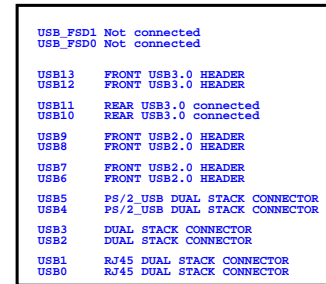 USB_FSD1 Not connected
USB_FSD0 Not connected
USB13 FRONT USB3.0 HEADER
USB12 FRONT USB3.0 HEADER
USB11 REAR USB3.0 connected
USB10 REAR USB3.0 connected
USB9 FRONT USB2.0 HEADER
USB8 FRONT USB2.0 HEADER
USB7 FRONT USB2.0 HEADER
USB6 FRONT USB2.0 HEADER
USB5 PS/2_USB DUAL STACK CONNECTOR
USB4 PS/2_USB DUAL STACK CONNECTOR
USB3 DUAL STACK CONNECTOR
USB2 DUAL STACK CONNECTOR
USB1 RJ45 DUAL STACK CONNECTOR
USB0 RJ45 DUAL STACK CONNECTOR